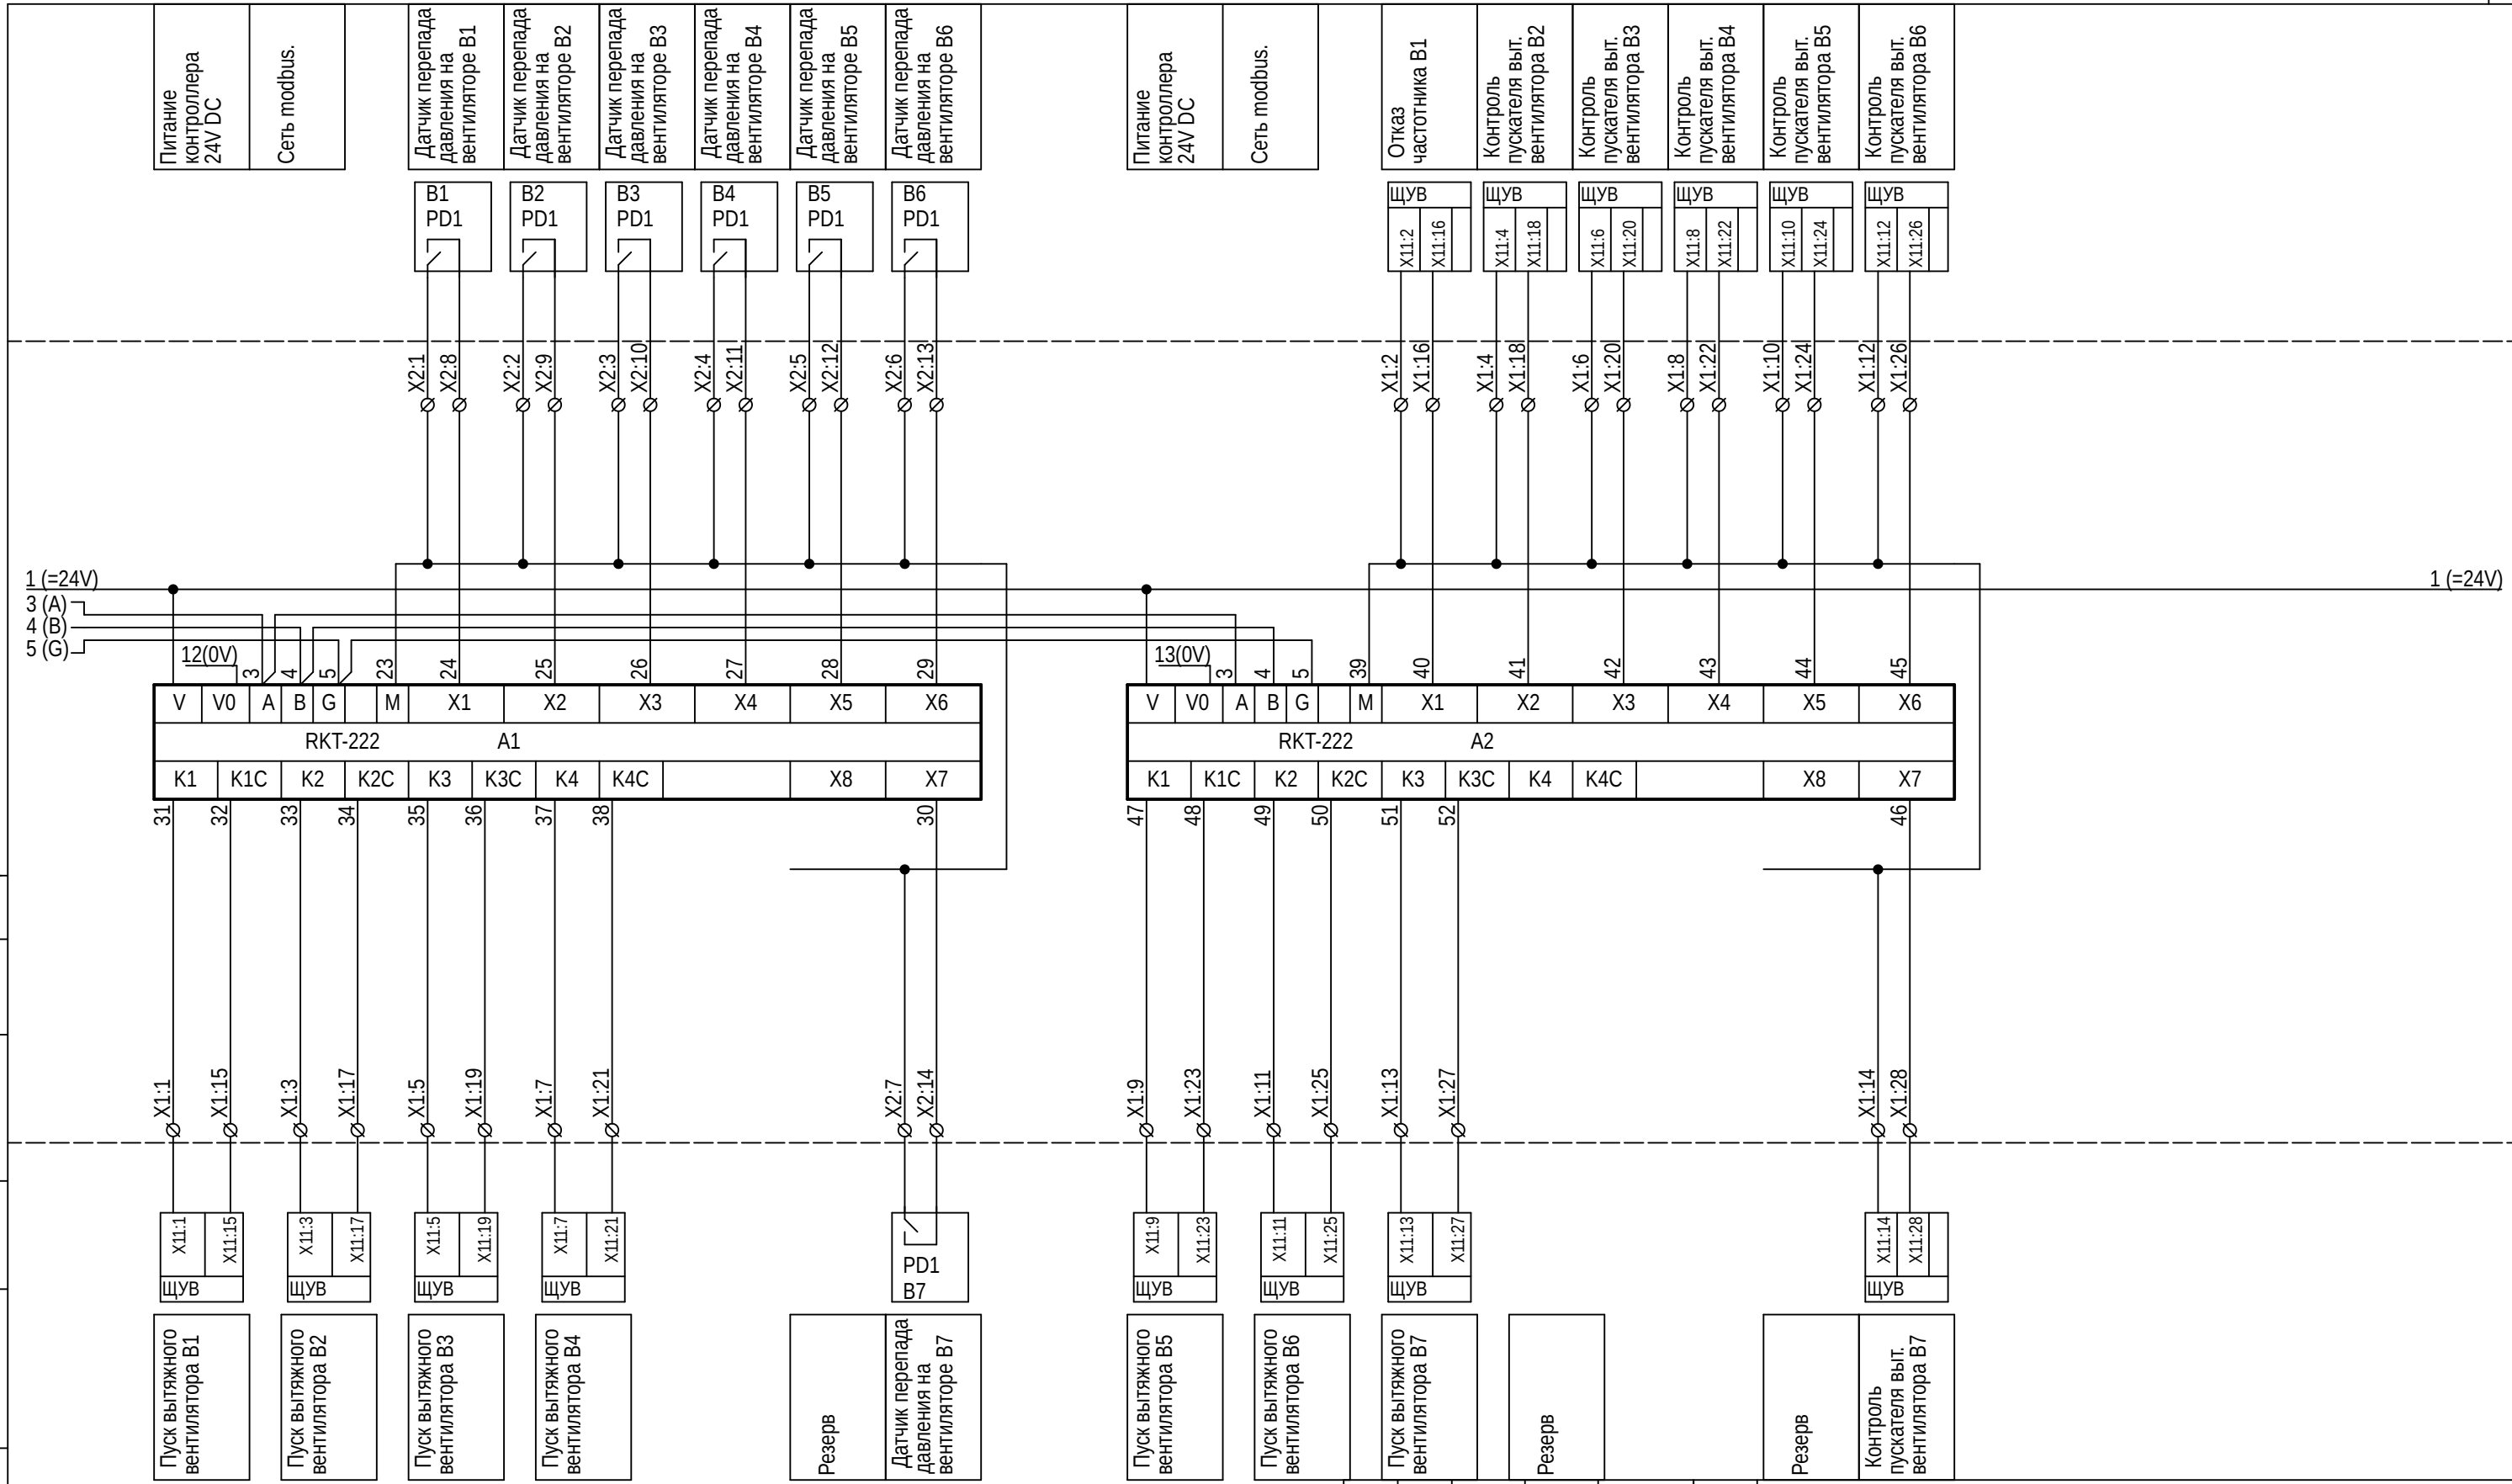 Питание
контроллера
24V DC
Сеть modbus.
Датчик перепада
давления на
вентиляторе В1
Датчик перепада
давления на
вентиляторе В2
Датчик перепада
давления на
вентиляторе В3
Датчик перепада
давления на
вентиляторе В4
Датчик перепада
давления на
вентиляторе В5
Датчик перепада
давления на
вентиляторе В6
Питание
контроллера
24V DC
Сеть modbus.
Отказ
частотника В1
Контроль
пускателя выт.
вентилятора В2
Контроль
пускателя выт.
вентилятора В3
Контроль
пускателя выт.
вентилятора В4
Контроль
пускателя выт.
вентилятора В5
Контроль
пускателя выт.
вентилятора В6
В1
PD1
В2
PD1
В3
PD1
В4
PD1
В5
PD1
В6
PD1
ЩУВ
X11:2
X11:16
ЩУВ
X11:4
X11:18
ЩУВ
X11:6
X11:20
ЩУВ
X11:8
X11:22
ЩУВ
X11:10
X11:24
ЩУВ
X11:12
X11:26
X2:1
X2:8
X2:2
X2:9
X2:3
X2:10
X2:4
X2:11
X2:5
X2:12
X2:6
X2:13
X1:2
X1:16
X1:4
X1:18
X1:6
X1:20
X1:8
X1:22
X1:10
X1:24
X1:12
X1:26
1 (=24V)
1 (=24V)
3 (A)
4 (B)
5 (G)
12(0V)
3
4
5
23
24
25
26
27
28
29
13(0V)
3
4
5
39
40
41
42
43
44
45
V V0 A B G M X1 X2 X3 X4 X5 X6
RKT-222 A1
K1 K1C K2 K2C K3 K3C K4 K4C X8 X7
V V0 A B G M X1 X2 X3 X4 X5 X6
RKT-222 A2
K1 K1C K2 K2C K3 K3C K4 K4C X8 X7
31
32
33
34
35
36
37
38
30
47
48
49
50
51
52
46
X1:1
X1:15
X1:3
X1:17
X1:5
X1:19
X1:7
X1:21
X2:7
X2:14
X1:9
X1:23
X1:11
X1:25
X1:13
X1:27
X1:14
X1:28
X11:1
X11:15
ЩУВ
X11:3
X11:17
ЩУВ
X11:5
X11:19
ЩУВ
X11:7
X11:21
ЩУВ
PD1
В7
X11:9
X11:23
ЩУВ
X11:11
X11:25
ЩУВ
X11:13
X11:27
ЩУВ
X11:14
X11:28
ЩУВ
Пуск вытяжного
вентилятора В1
Пуск вытяжного
вентилятора В2
Пуск вытяжного
вентилятора В3
Пуск вытяжного
вентилятора В4
Резерв
Датчик перепада
давления на
вентиляторе В7
Пуск вытяжного
вентилятора В5
Пуск вытяжного
вентилятора В6
Пуск вытяжного
вентилятора В7
Резерв
Резерв
Контроль
пускателя выт.
вентилятора В7